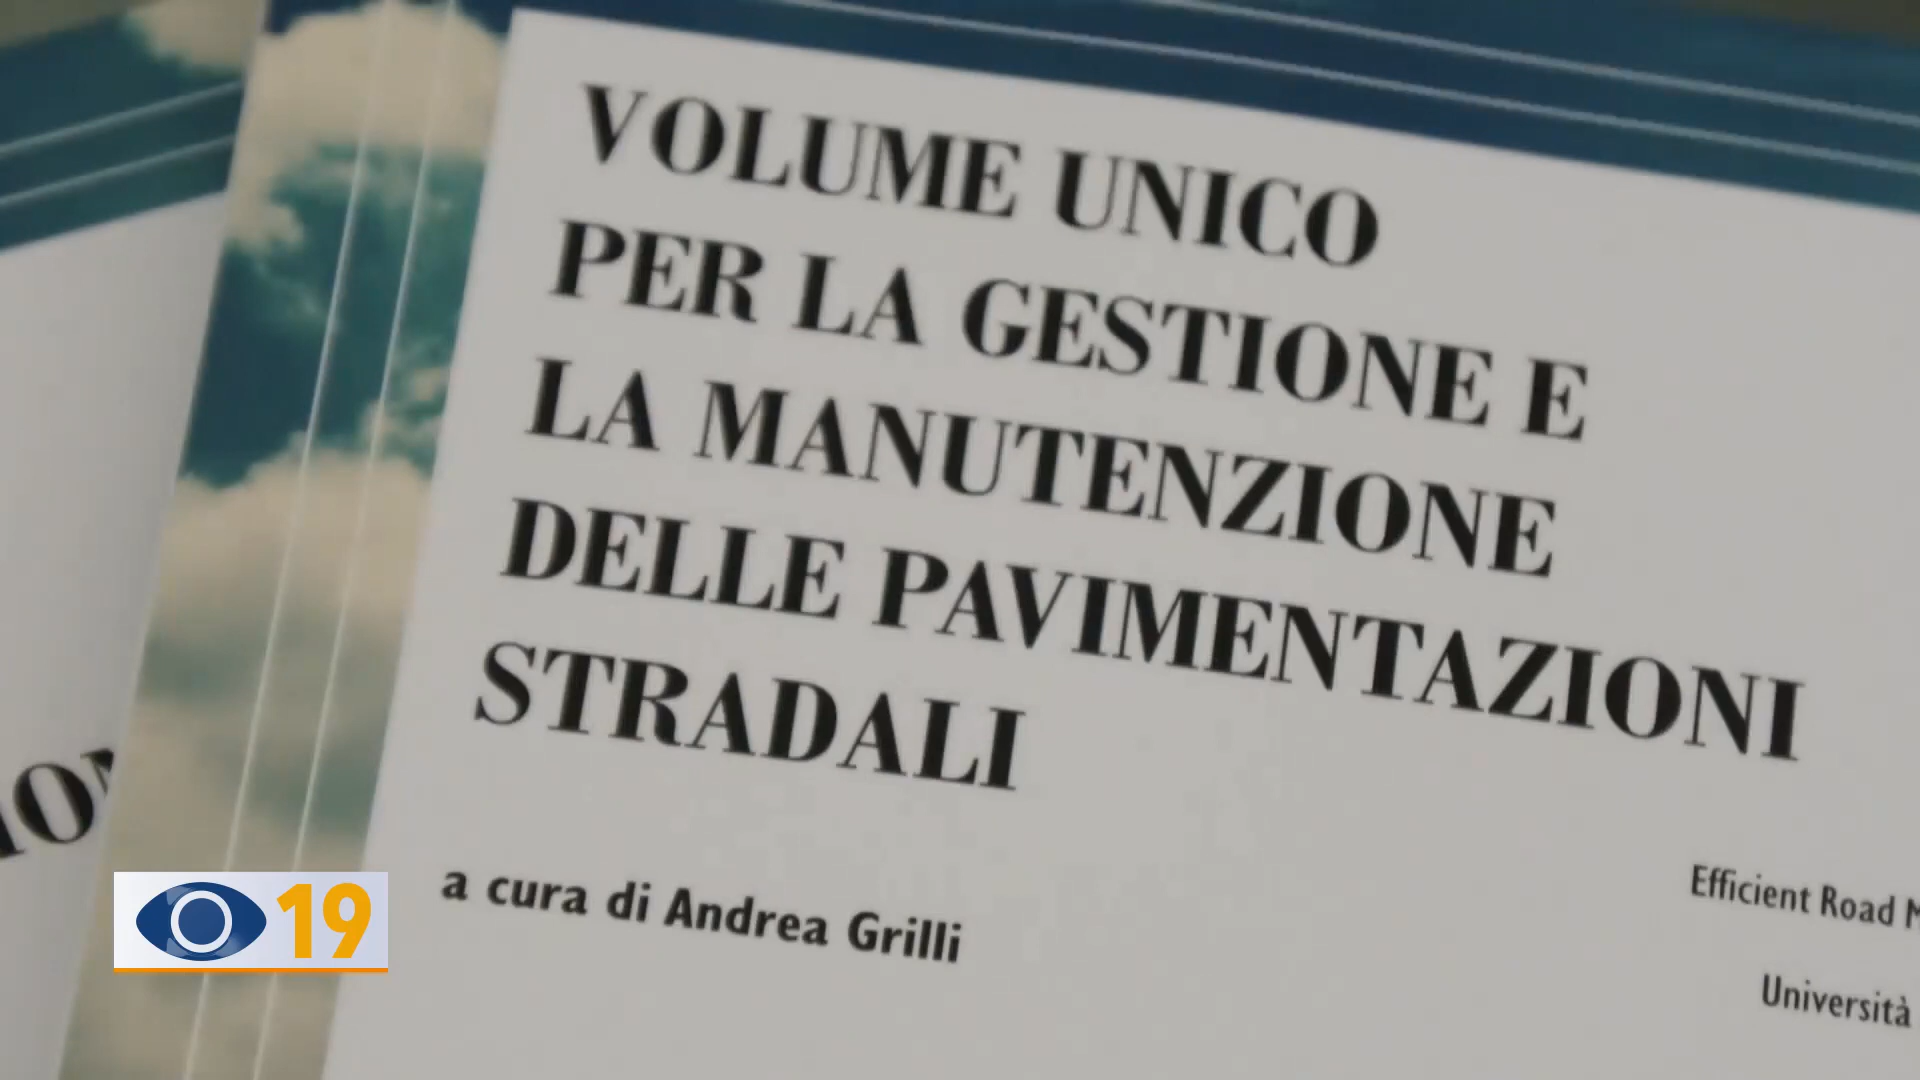 VOLUME UNICO
PER LA GESTIONE E
LA MANUTENZIONE
DELLE PAVIMENTAZIONI
STRADALI
a cura di Andrea Grilli
Efficient Road
Università
19